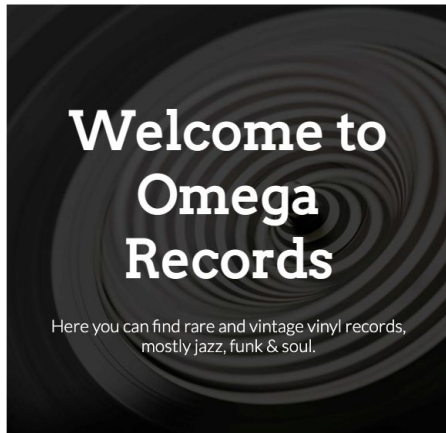 Welcome to
Omega
Records
Here you can find rare and vintage vinyl records,
mostly jazz, funk & soul.